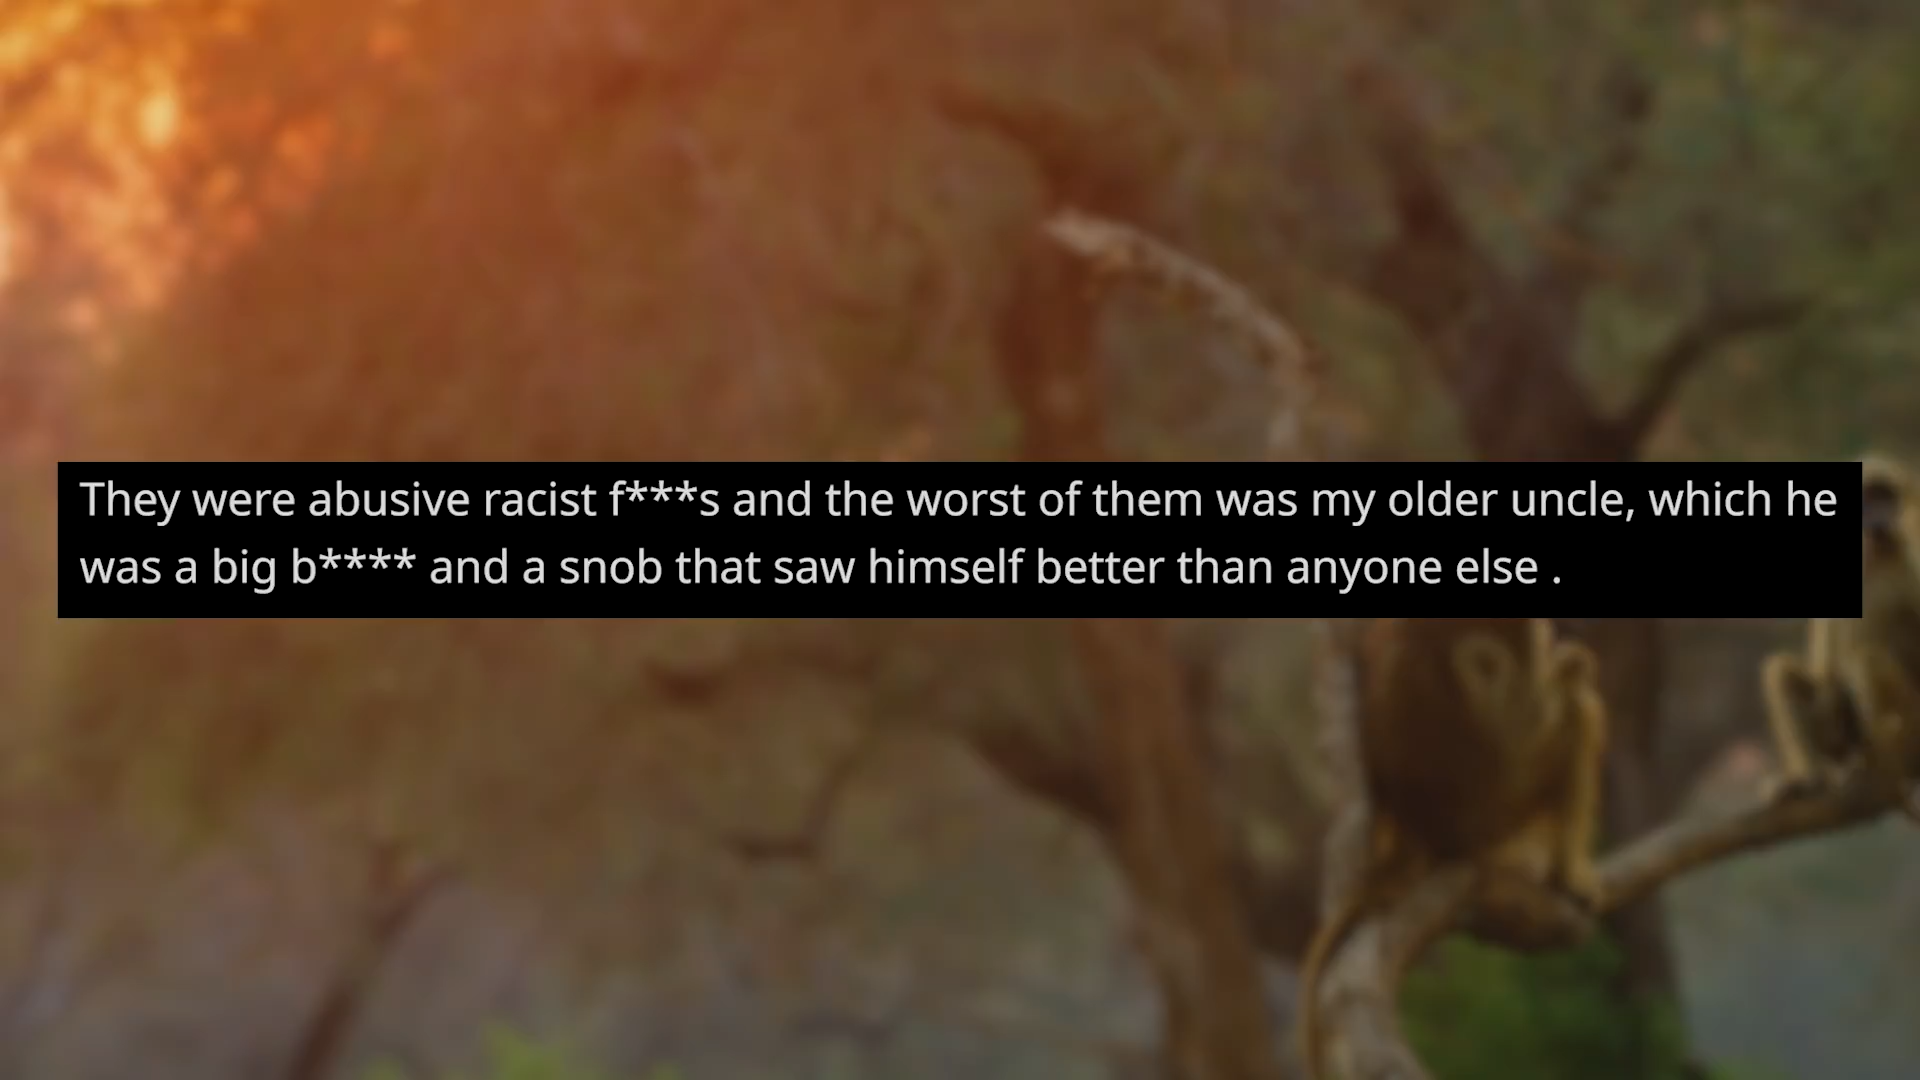 They were abusive racist f***s and the worst of them was my older uncle, which he
was a big b**** and a snob that saw himself better than anyone else .